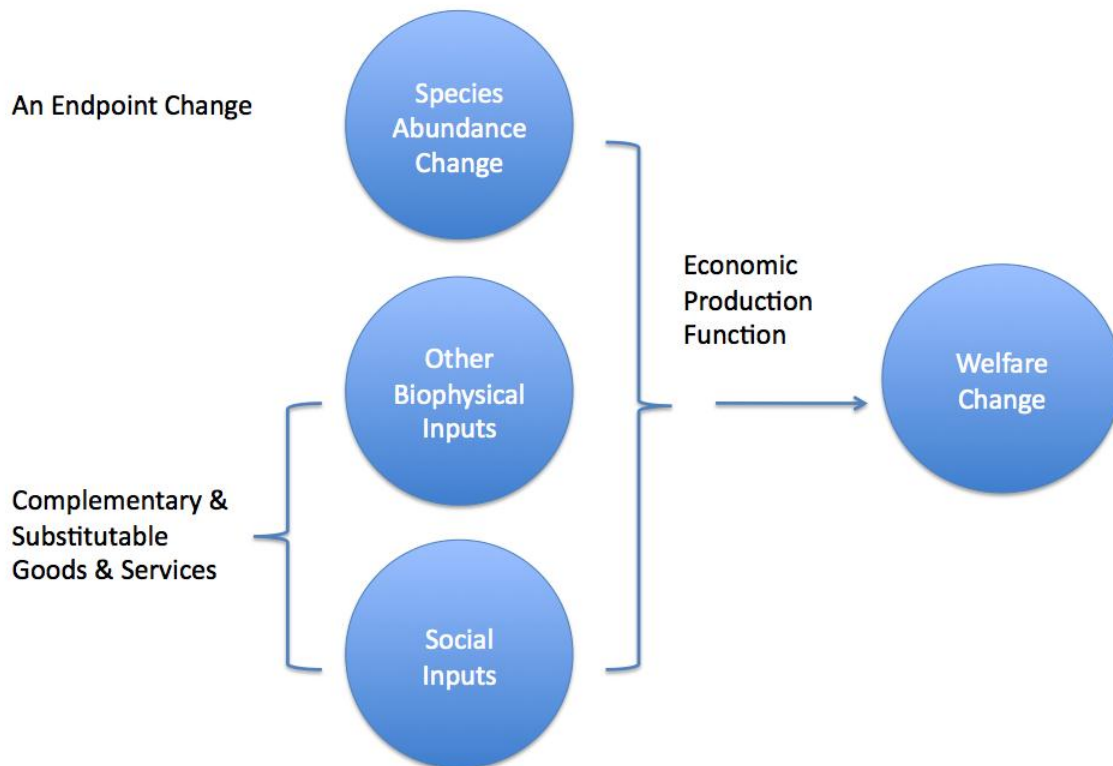 An Endpoint Change
Species
Abundance
Change
Economic
Production
Function
Other
Biophysical
Inputs
Welfare
Change
Complementary &
Substitutable
Goods & Services
Social
Inputs